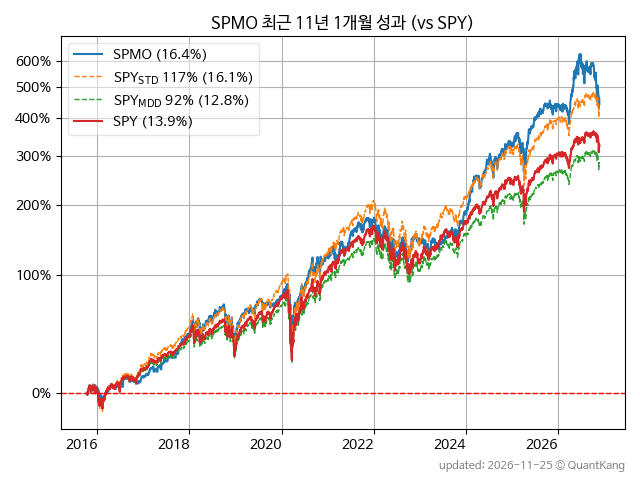 SPMO 최근 11년 1개월 성과 (vs SPY)
SPMO (16.4%)
SPY_STD 117% (16.1%)
SPY_MDD 92% (12.8%)
SPY (13.9%)
600%
500%
400%
300%
200%
100%
0%
2016 2018 2020 2022 2024 2026
updated: 2026-11-25 © QuantKang